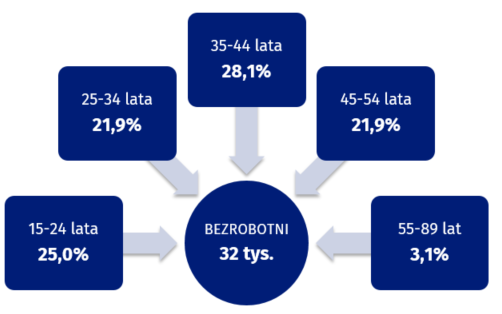 35-44 lata
28,1%
25-34 lata
21,9%
45-54 lata
21,9%
15-24 lata
25,0%
BEZROBOTNI
32 tys.
55-89 lat
3,1%